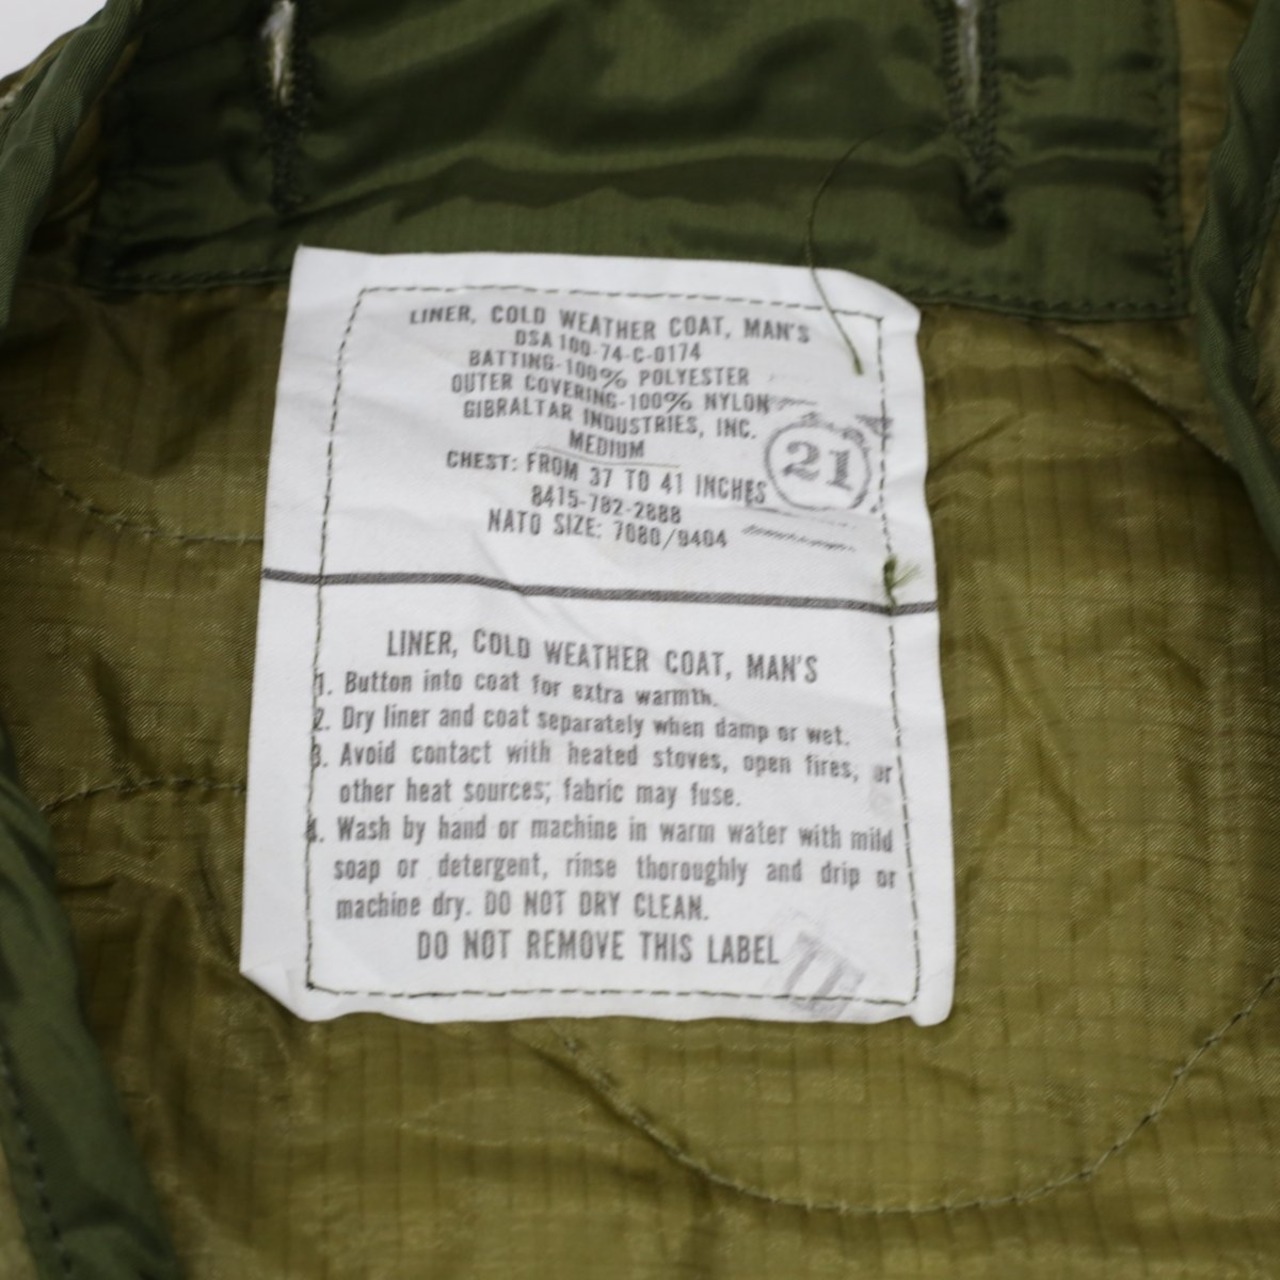 LINER, COLD WEATHER COAT, MAN'S
DSA 100-74-C-0174
BATTING-100% POLYESTER
OUTER COVERING-100% NYLON
GIBRALTAR INDUSTRIES, INC.
MEDIUM
21
CHEST: FROM 37 TO 41 INCHES
8415-782-2888
NATO SIZE: 7080/9404
LINER, COLD WEATHER COAT, MAN'S
1. Button into coat for extra warmth.
2. Dry liner and coat separately when damp or wet.
3. Avoid contact with heated stoves, open fires, or
other heat sources; fabric may fuse.
4. Wash by hand or machine in warm water with mild
soap or detergent, rinse thoroughly and drip or
machine dry. DO NOT DRY CLEAN.
DO NOT REMOVE THIS LABEL